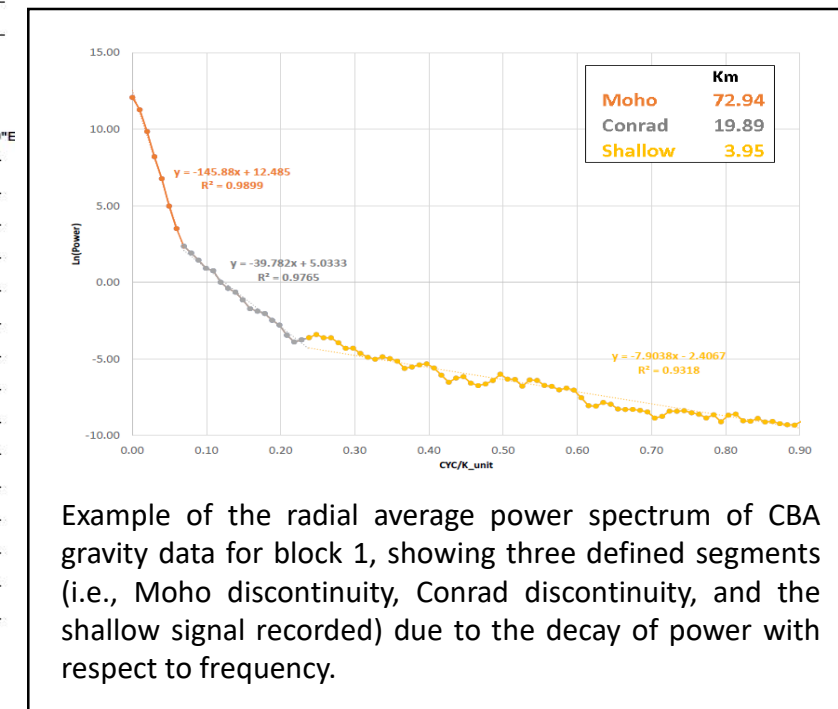 "E
15.00
10.00
5.00
0.00
-5.00
-10.00
Ln(Power)
Km
Moho 72.94
Conrad 19.89
Shallow 3.95
y = -145.88x + 12.485
R² = 0.9899
y = -39.782x + 5.0333
R² = 0.9765
y = -7.9038x - 2.4067
R² = 0.9318
0.00 0.10 0.20 0.30 0.40 0.50 0.60 0.70 0.80 0.90
CYC/K_unit
Example of the radial average power spectrum of CBA
gravity data for block 1, showing three defined segments
(i.e., Moho discontinuity, Conrad discontinuity, and the
shallow signal recorded) due to the decay of power with
respect to frequency.